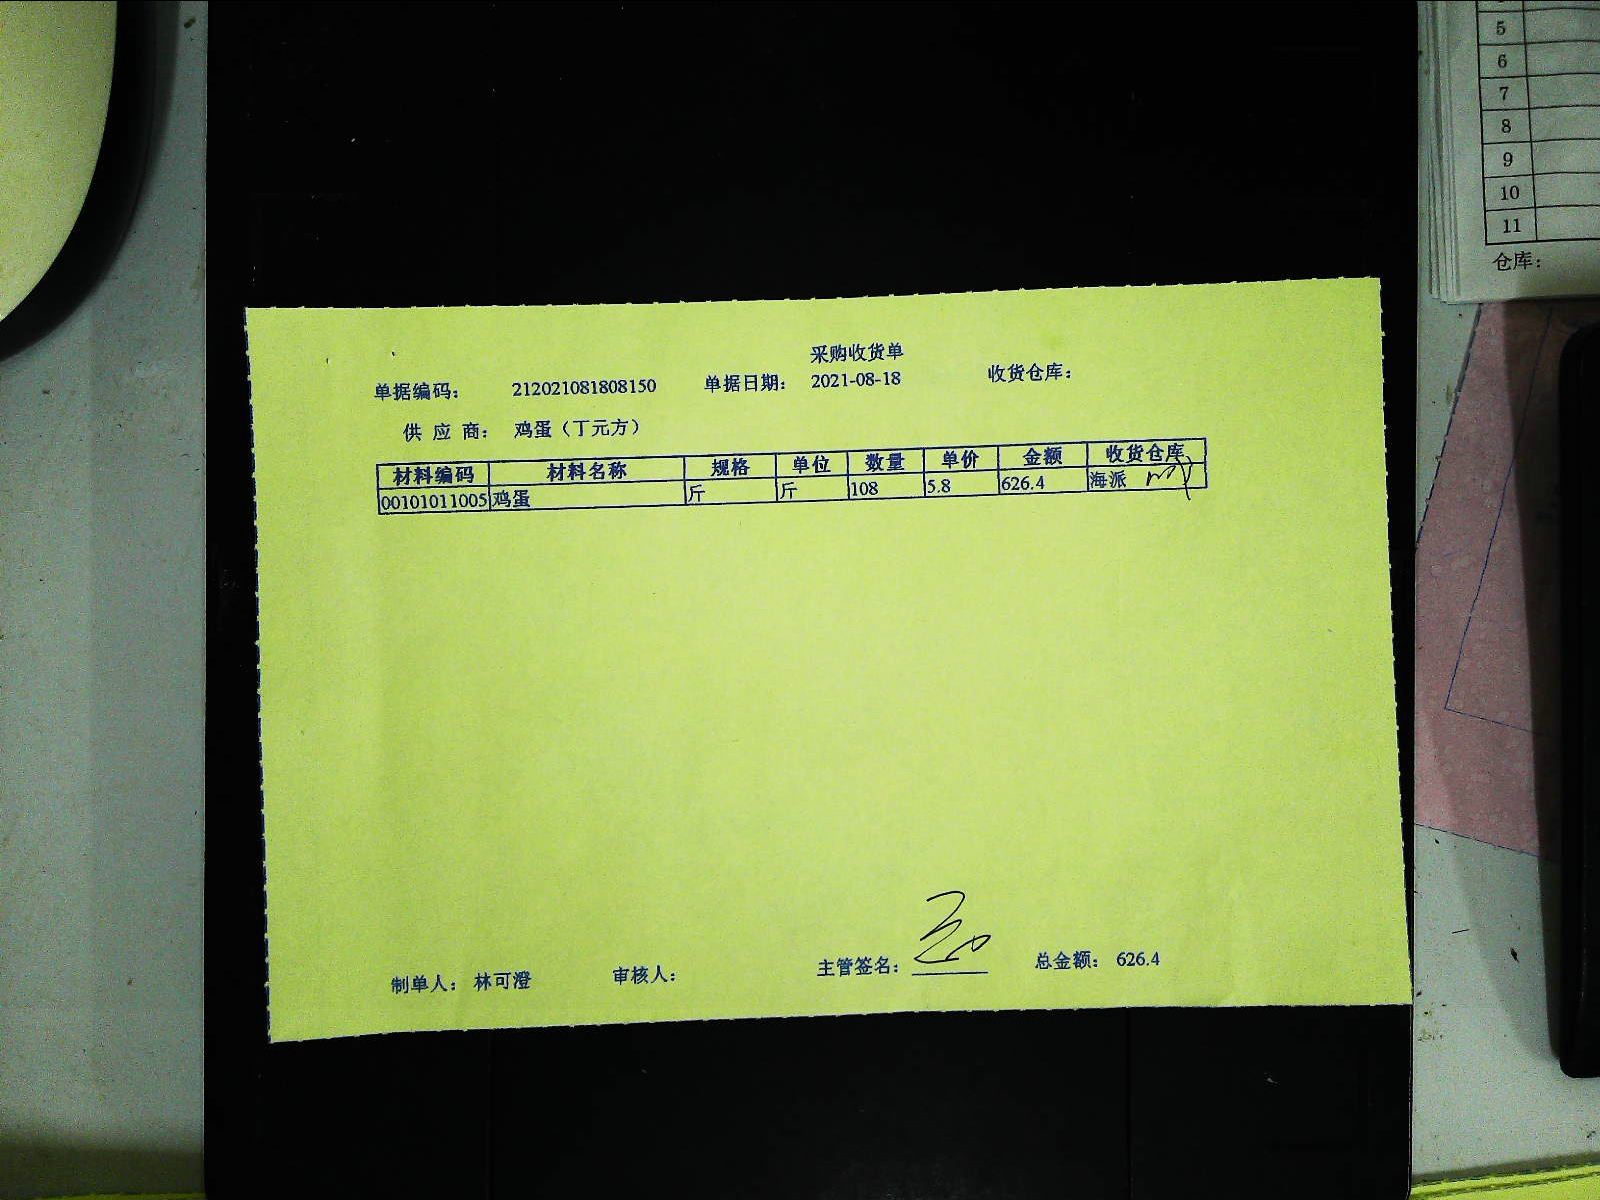 采购收货单
单据编码： 212021081808150 单据日期： 2021-08-18 收货仓库：
供 应 商： 鸡蛋（丁元方）
材料编码 材料名称 规格 单位 数量 单价 金额 收货仓库
00101011005 鸡蛋 斤 斤 108 5.8 626.4 海派
制单人： 林可澄 审核人： 主管签名： 总金额： 626.4
5
6
7
8
9
10
11
仓库：